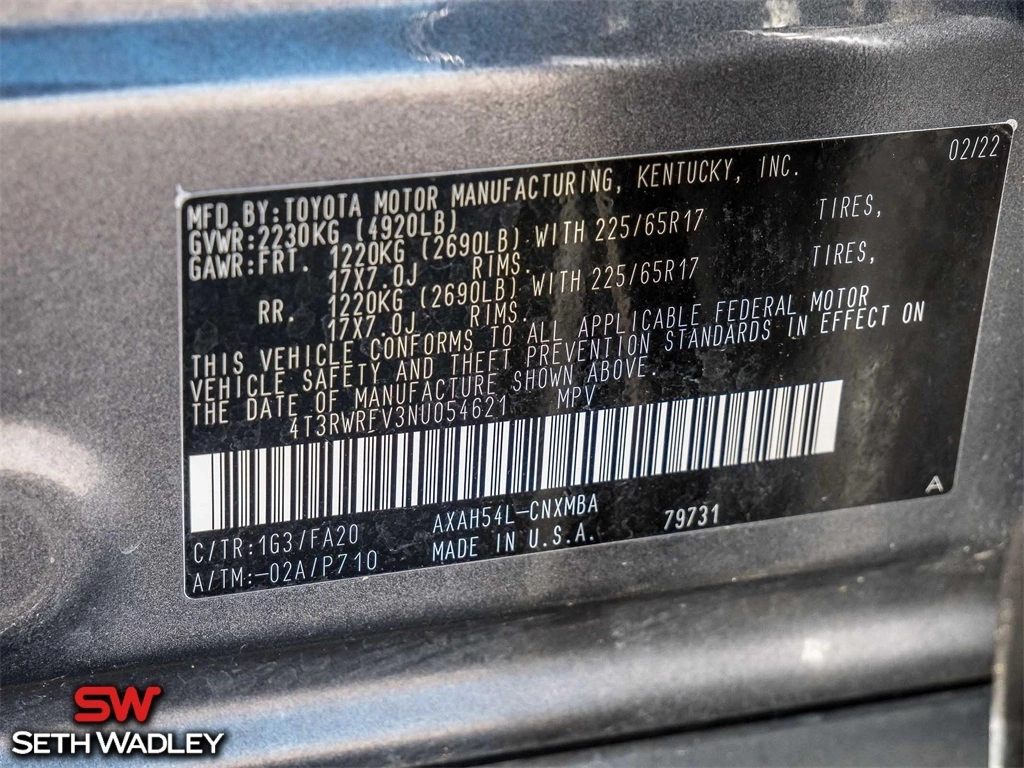 02/22
MFD.BY:TOYOTA MOTOR MANUFACTURING, KENTUCKY, INC.
GVWR:2230KG (4920LB)
GAWR:FRT. 1220KG (2690LB) WITH 225/65R17 TIRES,
17X7.0J RIMS.
RR. 1220KG (2690LB) WITH 225/65R17 TIRES,
17X7.0J RIMS.
THIS VEHICLE CONFORMS TO ALL APPLICABLE FEDERAL MOTOR
VEHICLE SAFETY AND THEFT PREVENTION STANDARDS IN EFFECT ON
THE DATE OF MANUFACTURE SHOWN ABOVE.
4T3RWRFV3NU054621 MPV
C/TR:1G3/FA20 AXAH54L-CNXMBA 79731 A
A/TM:-02A/P710 MADE IN U.S.A.
SW
SETH WADLEY